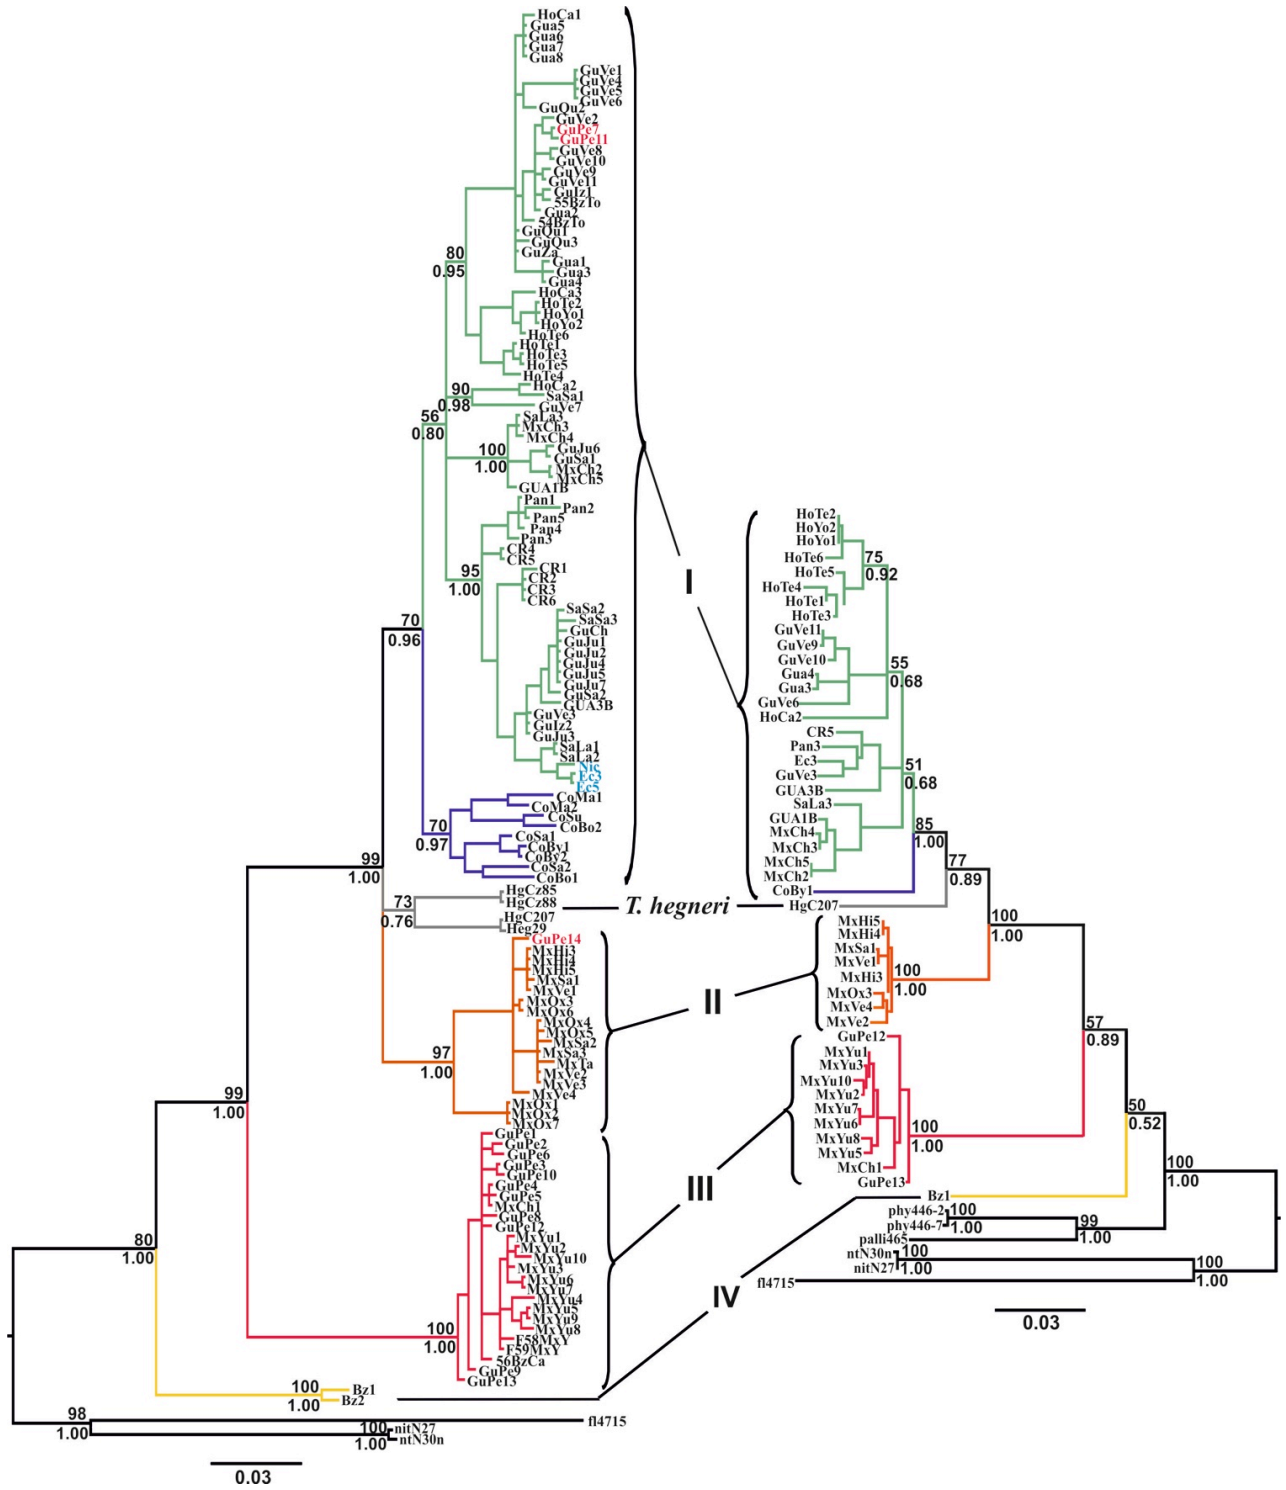 HoCa1
Gua5
Gua6
Gua7
Gua8
GuVe1
GuVe4
GuVe5
GuVe6
GuQu2
GuVe2
GuPe7
GuPe11
GuVe8
GuVe10
GuVe9
GuVe11
GuIz1
55BzTo
Gua2
54BzTo
GuQu1
GuQu3
GuZa
Gua1
Gua3
Gua4
80
0.95
HoCa3
HoTe2
HoYo1
HoYo2
HoTe6
HoTe1
HoTe3
HoTe5
HoTe4
HoCa2
SaSa1
GuVe7
90
0.98
56
0.80
SaLa3
MxCh3
MxCh4
GuJu6
GuSa1
MxCh2
MxCh5
GUA1B
100
1.00
Pan1
Pan2
Pan5
Pan4
Pan3
CR4
CR5
CR1
CR2
CR3
CR6
95
1.00
SaSa2
SaSa3
GuCh
GuJu1
GuJu2
GuJu4
GuJu5
GuJu7
GuSa2
GUA3B
GuVe3
GuIz2
GuJu3
SaLa1
SaLa2
Nic
Ec3
Ec5
70
0.96
CoMa1
CoMa2
CoSu
CoBo2
CoSa1
CoBy1
CoBy2
CoSa2
CoBo1
70
0.97
99
1.00
HgCz85
HgCz88
HgC207
Heg29
73
0.76
GuPe14
MxHi3
MxHi4
MxHi5
MxSa1
MxVe1
MxOx3
MxOx6
MxOx4
MxOx5
MxSa2
MxSa3
MxTa
MxVe2
MxVe3
MxVe4
MxOx1
MxOx2
MxOx7
97
1.00
99
1.00
GuPe1
GuPe2
GuPe6
GuPe3
GuPe10
GuPe4
GuPe5
MxCh1
GuPe8
GuPe12
MxYu1
MxYu2
MxYu10
MxYu3
MxYu6
MxYu7
MxYu4
MxYu5
MxYu9
MxYu8
F58MxY
F59MxY
56BzCa
GuPe9
GuPe13
100
1.00
80
1.00
Bz1
Bz2
100
1.00
98
1.00
fl4715
nitN27
ntN30n
100
1.00
0.03
I
T. hegneri
II
III
IV
HoTe2
HoYo2
HoYo1
HoTe6
HoTe5
HoTe4
HoTe1
HoTe3
75
0.92
GuVe11
GuVe9
GuVe10
Gua4
Gua3
GuVe6
HoCa2
55
0.68
CR5
Pan3
Ec3
GuVe3
GUA3B
51
0.68
SaLa3
GUA1B
MxCh4
MxCh3
MxCh5
MxCh2
85
1.00
CoBy1
77
0.89
HgC207
100
1.00
MxHi5
MxHi4
MxSa1
MxVe1
MxHi3
MxOx3
MxVe4
MxVe2
100
1.00
57
0.89
GuPe12
MxYu1
MxYu3
MxYu10
MxYu2
MxYu7
MxYu6
MxYu8
MxYu5
MxCh1
GuPe13
100
1.00
50
0.52
Bz1
100
1.00
phy446-2
phy446-7
100
1.00
palli465
99
1.00
ntN30n
nitN27
100
1.00
fl4715
100
1.00
0.03